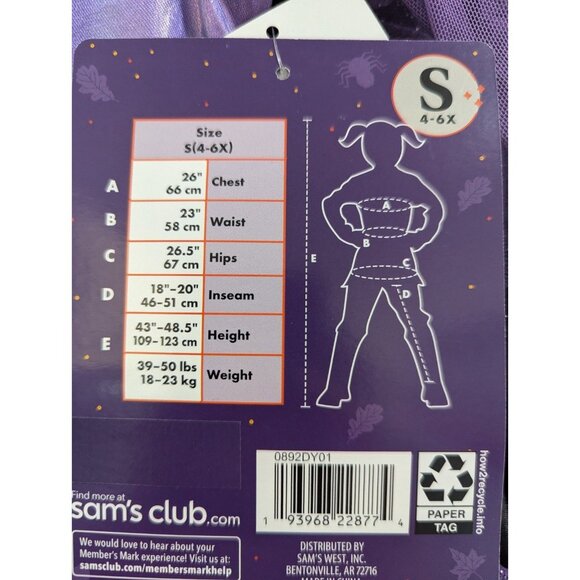 S
4-6X
Size
S(4-6X)
A
26"
66 cm
Chest
B
23"
58 cm
Waist
C
26.5"
67 cm
Hips
D
18"-20"
46-51 cm
Inseam
E
43"-48.5"
109-123 cm
Height
39-50 lbs
18-23 kg
Weight
A
B
C
D
E
0892DY01
1 93968 22877 4
PAPER
TAG
how2recycle.info
Find more at
sam's club.com
We would love to hear about your
Member's Mark experience! Visit us at:
samsclub.com/membersmarkhelp
DISTRIBUTED BY
SAM'S WEST, INC.
BENTONVILLE, AR 72716
MADE IN CHINA